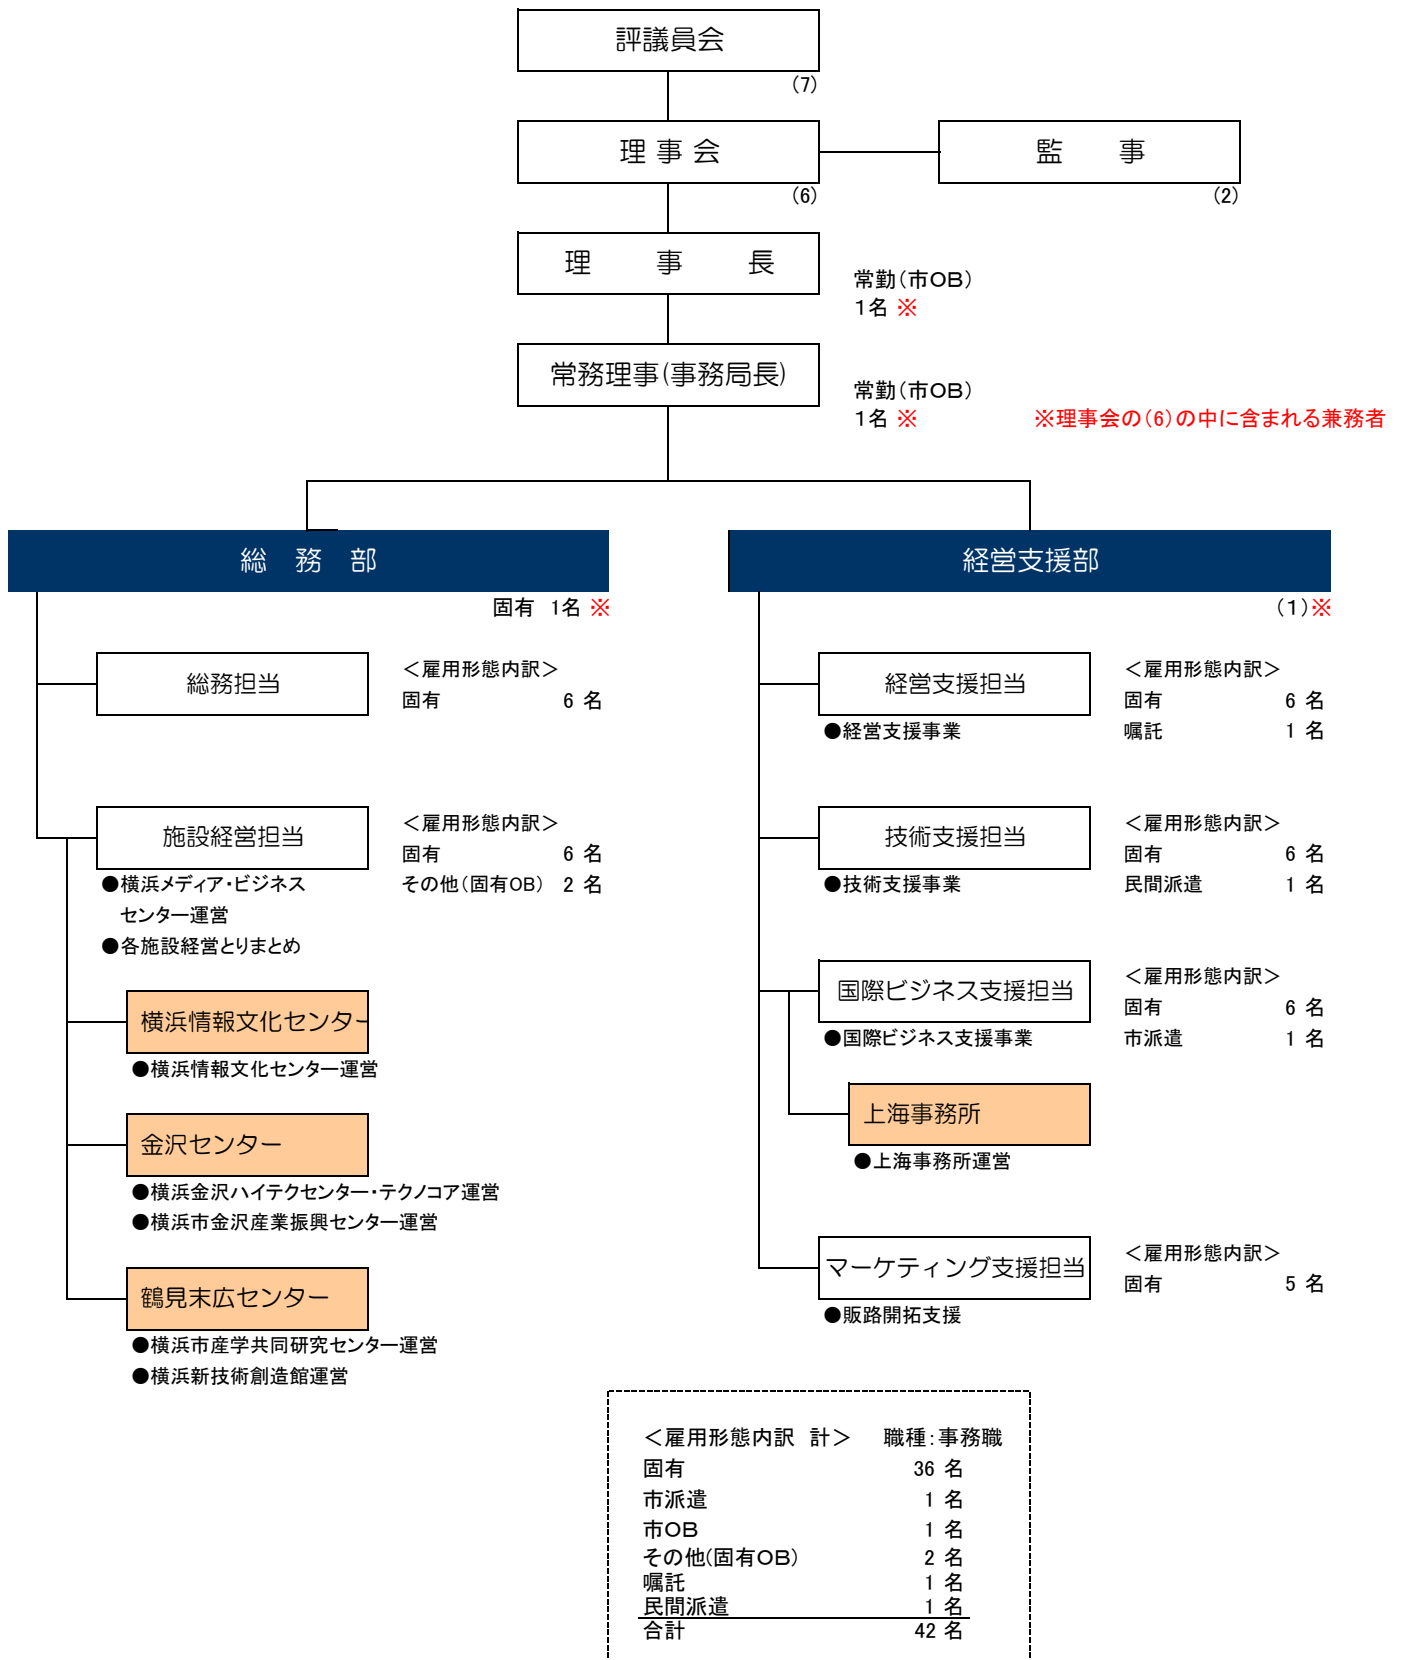 評議員会
(7)
理 事 会
監 事
(6)
(2)
理 事 長
常勤(市OB)
1名 ※
常務理事(事務局長)
常勤(市OB)
1名 ※
※理事会の(6)の中に含まれる兼務者
総 務 部
固有 1名 ※
総務担当
<雇用形態内訳>
固有 6 名
施設経営担当
<雇用形態内訳>
固有 6 名
その他(固有OB) 2 名
●横浜メディア・ビジネス
センター運営
●各施設経営とりまとめ
横浜情報文化センター
●横浜情報文化センター運営
金沢センター
●横浜金沢ハイテクセンター・テクノコア運営
●横浜市金沢産業振興センター運営
鶴見末広センター
●横浜市産学共同研究センター運営
●横浜新技術創造館運営
経営支援部
(1)※
経営支援担当
<雇用形態内訳>
固有 6 名
嘱託 1 名
●経営支援事業
技術支援担当
<雇用形態内訳>
固有 6 名
民間派遣 1 名
●技術支援事業
国際ビジネス支援担当
<雇用形態内訳>
固有 6 名
市派遣 1 名
●国際ビジネス支援事業
上海事務所
●上海事務所運営
マーケティング支援担当
<雇用形態内訳>
固有 5 名
●販路開拓支援
<雇用形態内訳 計> 職種:事務職
固有 36 名
市派遣 1 名
市OB 1 名
その他(固有OB) 2 名
嘱託 1 名
民間派遣 1 名
合計 42 名